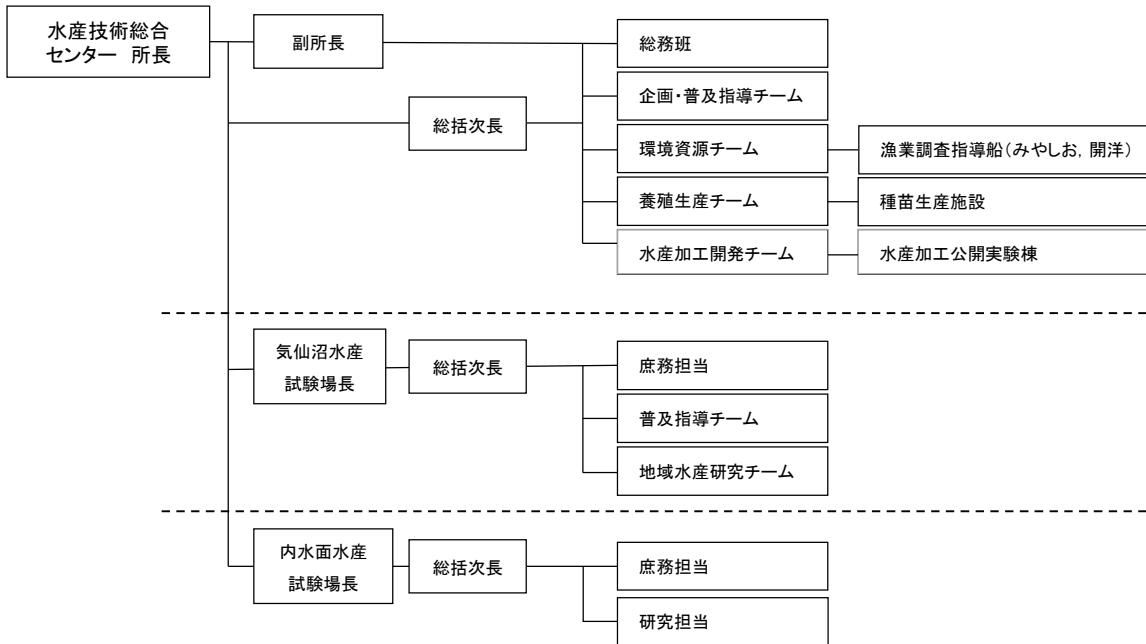 水産技術総合
センター　所長
副所長
総務班
企画・普及指導チーム
総括次長
環境資源チーム
漁業調査指導船（みやしお，開洋）
養殖生産チーム
種苗生産施設
水産加工開発チーム
水産加工公開実験棟
気仙沼水産
試験場長
総括次長
庶務担当
普及指導チーム
地域水産研究チーム
内水面水産
試験場長
総括次長
庶務担当
研究担当